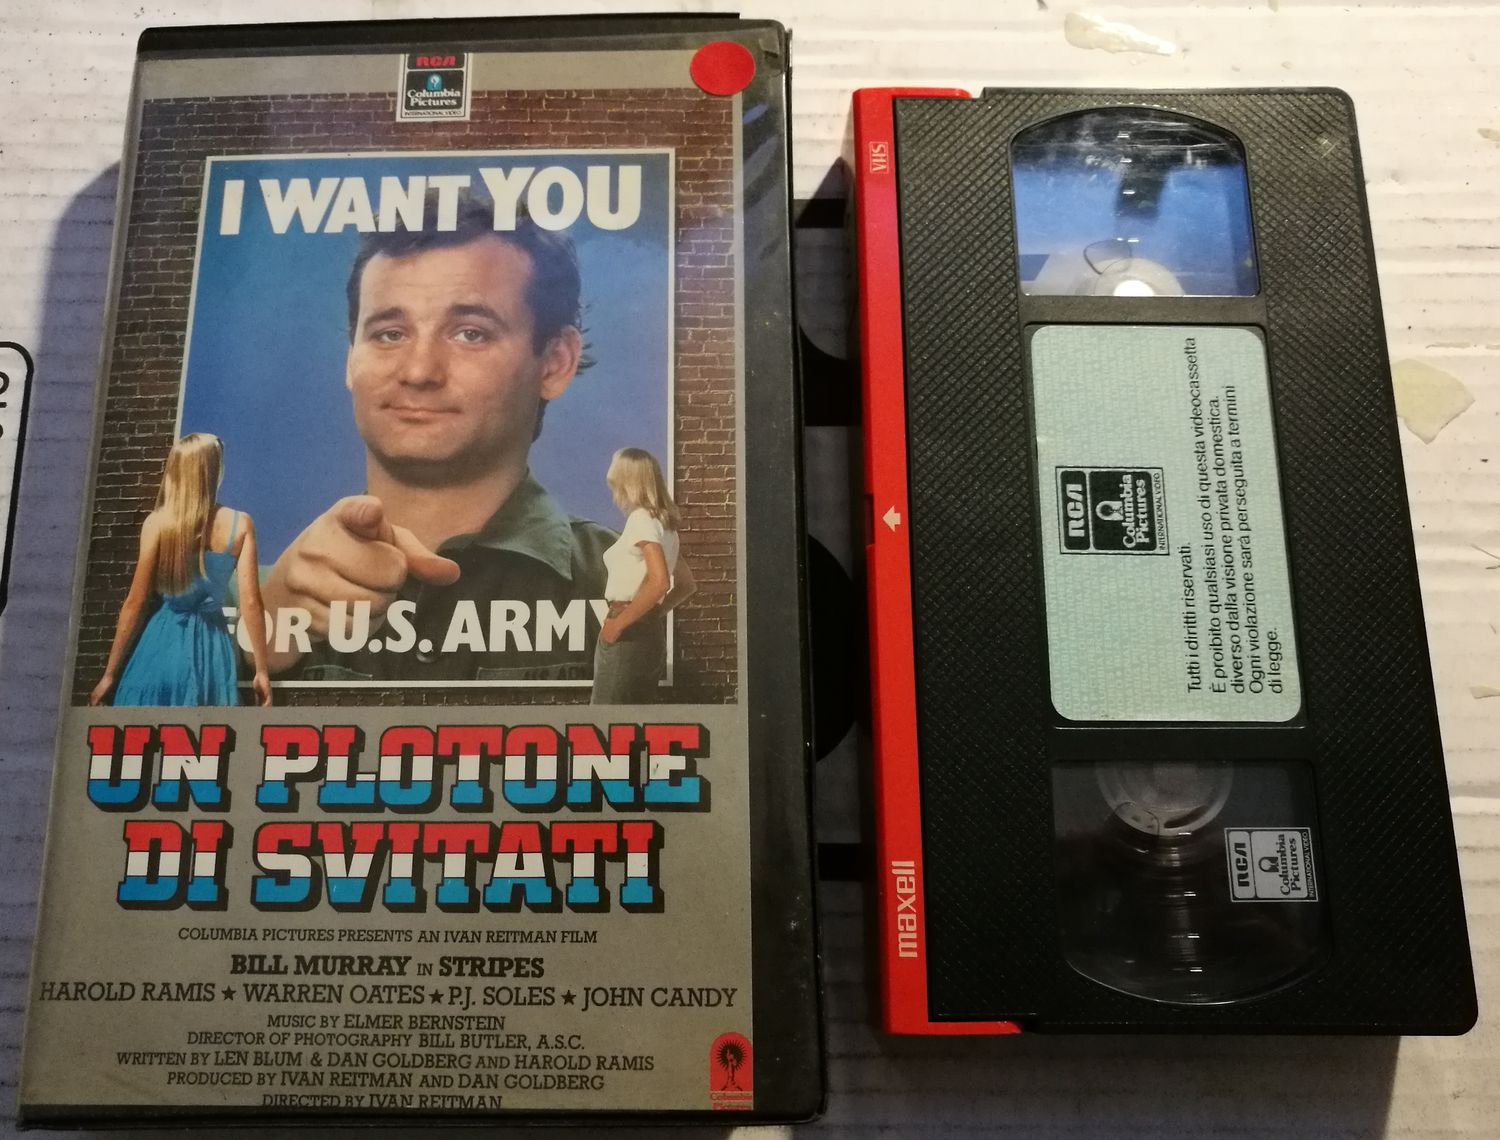 RCA
Columbia
Pictures
INTERNATIONAL VIDEO
I WANT YOU
FOR U.S. ARMY
UN PLOTONE
DI SVITATI
COLUMBIA PICTURES PRESENTS AN IVAN REITMAN FILM
BILL MURRAY IN STRIPES
HAROLD RAMIS ★ WARREN OATES ★ P.J. SOLES ★ JOHN CANDY
MUSIC BY ELMER BERNSTEIN
DIRECTOR OF PHOTOGRAPHY BILL BUTLER, A.S.C.
WRITTEN BY LEN BLUM & DAN GOLDBERG AND HAROLD RAMIS
PRODUCED BY IVAN REITMAN AND DAN GOLDBERG
DIRECTED BY IVAN REITMAN
Columbia
Pictures
VHS
maxell
RCA
Columbia
Pictures
INTERNATIONAL VIDEO
Tutti i diritti riservati.
È proibito qualsiasi uso di questa videocassetta
diverso dalla visione privata domestica.
Ogni violazione sarà perseguita a termini
di legge.
RCA
Columbia
Pictures
INTERNATIONAL VIDEO